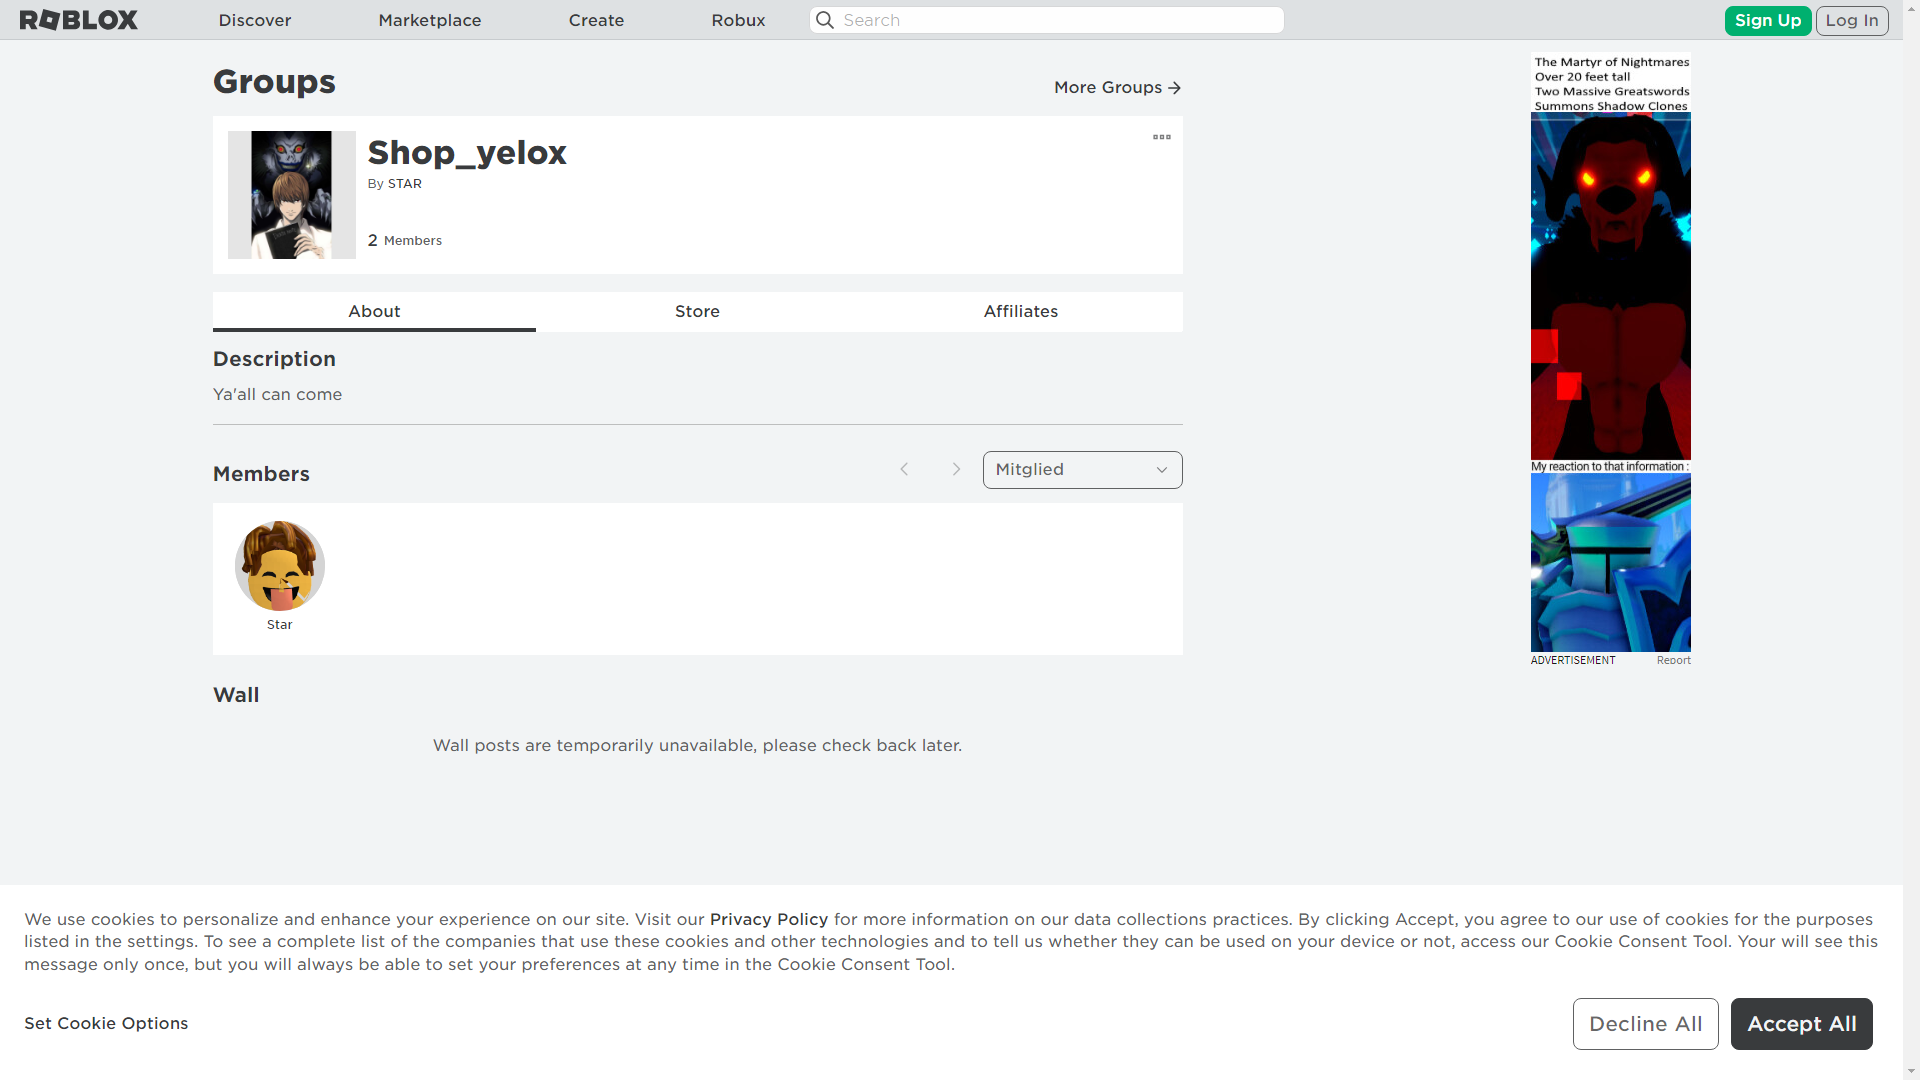 ROBLOX
Discover
Marketplace
Create
Robux
Search
Sign Up
Log In
Groups
More Groups
Shop_yelox
By STAR
2 Members
About
Store
Affiliates
Description
Ya'all can come
Members
Mitglied
Star
Wall
Wall posts are temporarily unavailable, please check back later.
The Martyr of Nightmares
Over 20 feet tall
Two Massive Greatswords
Summons Shadow Clones
My reaction to that information :
ADVERTISEMENT
Report
We use cookies to personalize and enhance your experience on our site. Visit our Privacy Policy for more information on our data collections practices. By clicking Accept, you agree to our use of cookies for the purposes
listed in the settings. To see a complete list of the companies that use these cookies and other technologies and to tell us whether they can be used on your device or not, access our Cookie Consent Tool. Your will see this
message only once, but you will always be able to set your preferences at any time in the Cookie Consent Tool.
Set Cookie Options
Decline All
Accept All